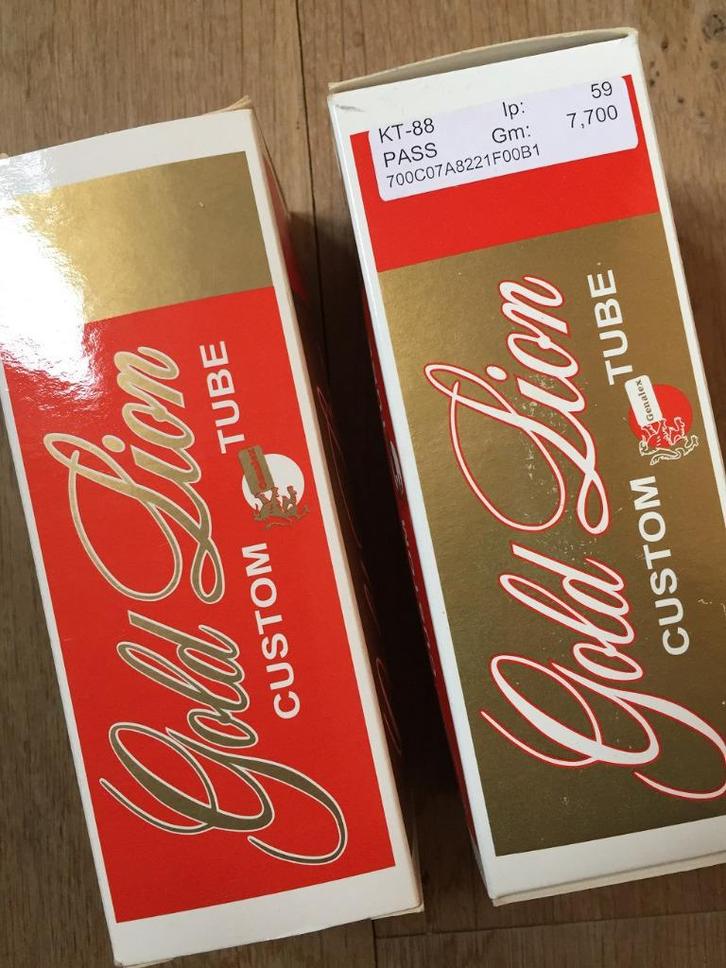 Gold Lion
CUSTOM TUBE
KT-88 Ip: 59
PASS Gm: 7,700
700C07A8221F00B1
Gold Lion
CUSTOM TUBE
Genalex